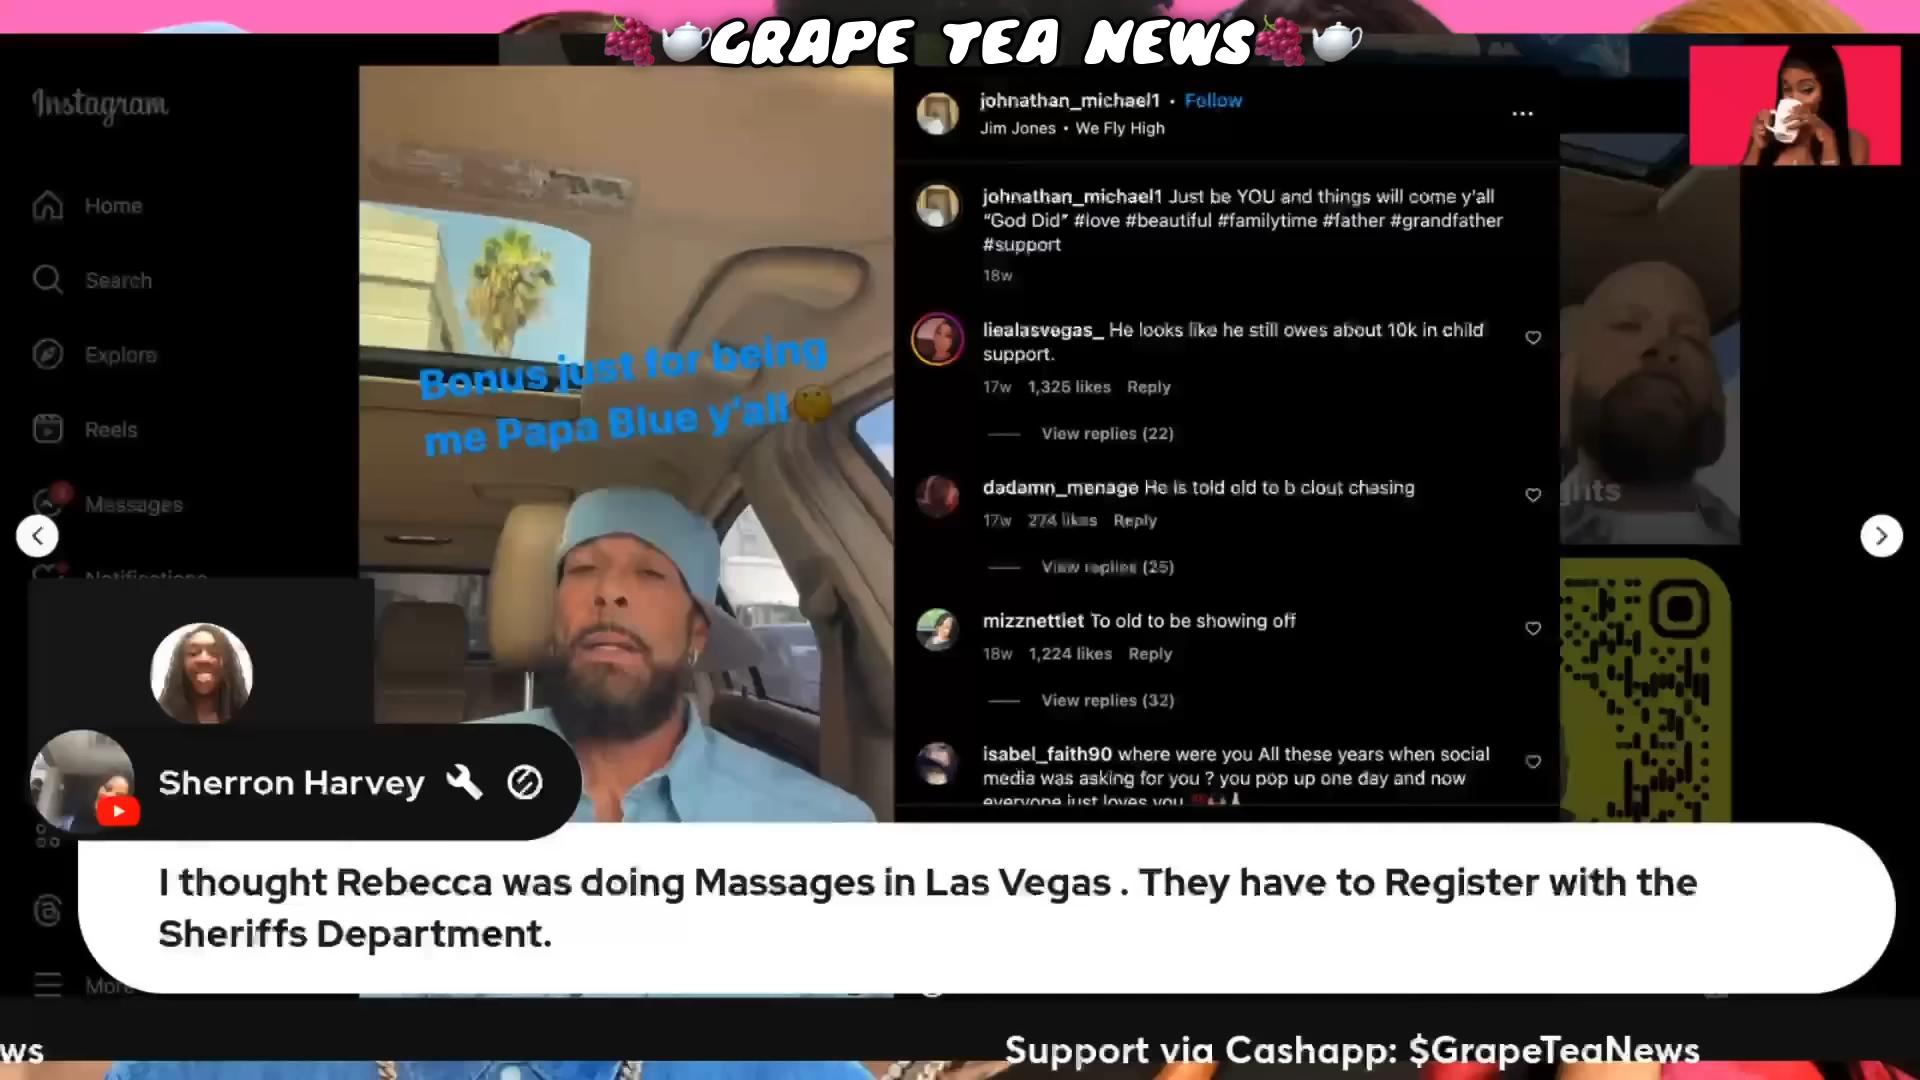 🍇🫖GRAPE TEA NEWS🍇🫖
Instagram
Home
Search
Explore
Reels
Messages
Notifications
More
Bonus just for being
me Papa Blue y'all🤫
johnathan_michael1 • Follow
Jim Jones • We Fly High
johnathan_michael1 Just be YOU and things will come y'all
"God Did" #love #beautiful #familytime #father #grandfather
#support
18w
liealasvegas_ He looks like he still owes about 10k in child
support.
17w 1,325 likes Reply
View replies (22)
dadamn_menage He is told old to b clout chasing
17w 274 likes Reply
View replies (25)
mizznettiet To old to be showing off
18w 1,224 likes Reply
View replies (32)
isabel_faith90 where were you All these years when social
media was asking for you ? you pop up one day and now
everyone just loves you
Sherron Harvey
I thought Rebecca was doing Massages in Las Vegas . They have to Register with the
Sheriffs Department.
ws
Support via Cashapp: $GrapeTeaNews